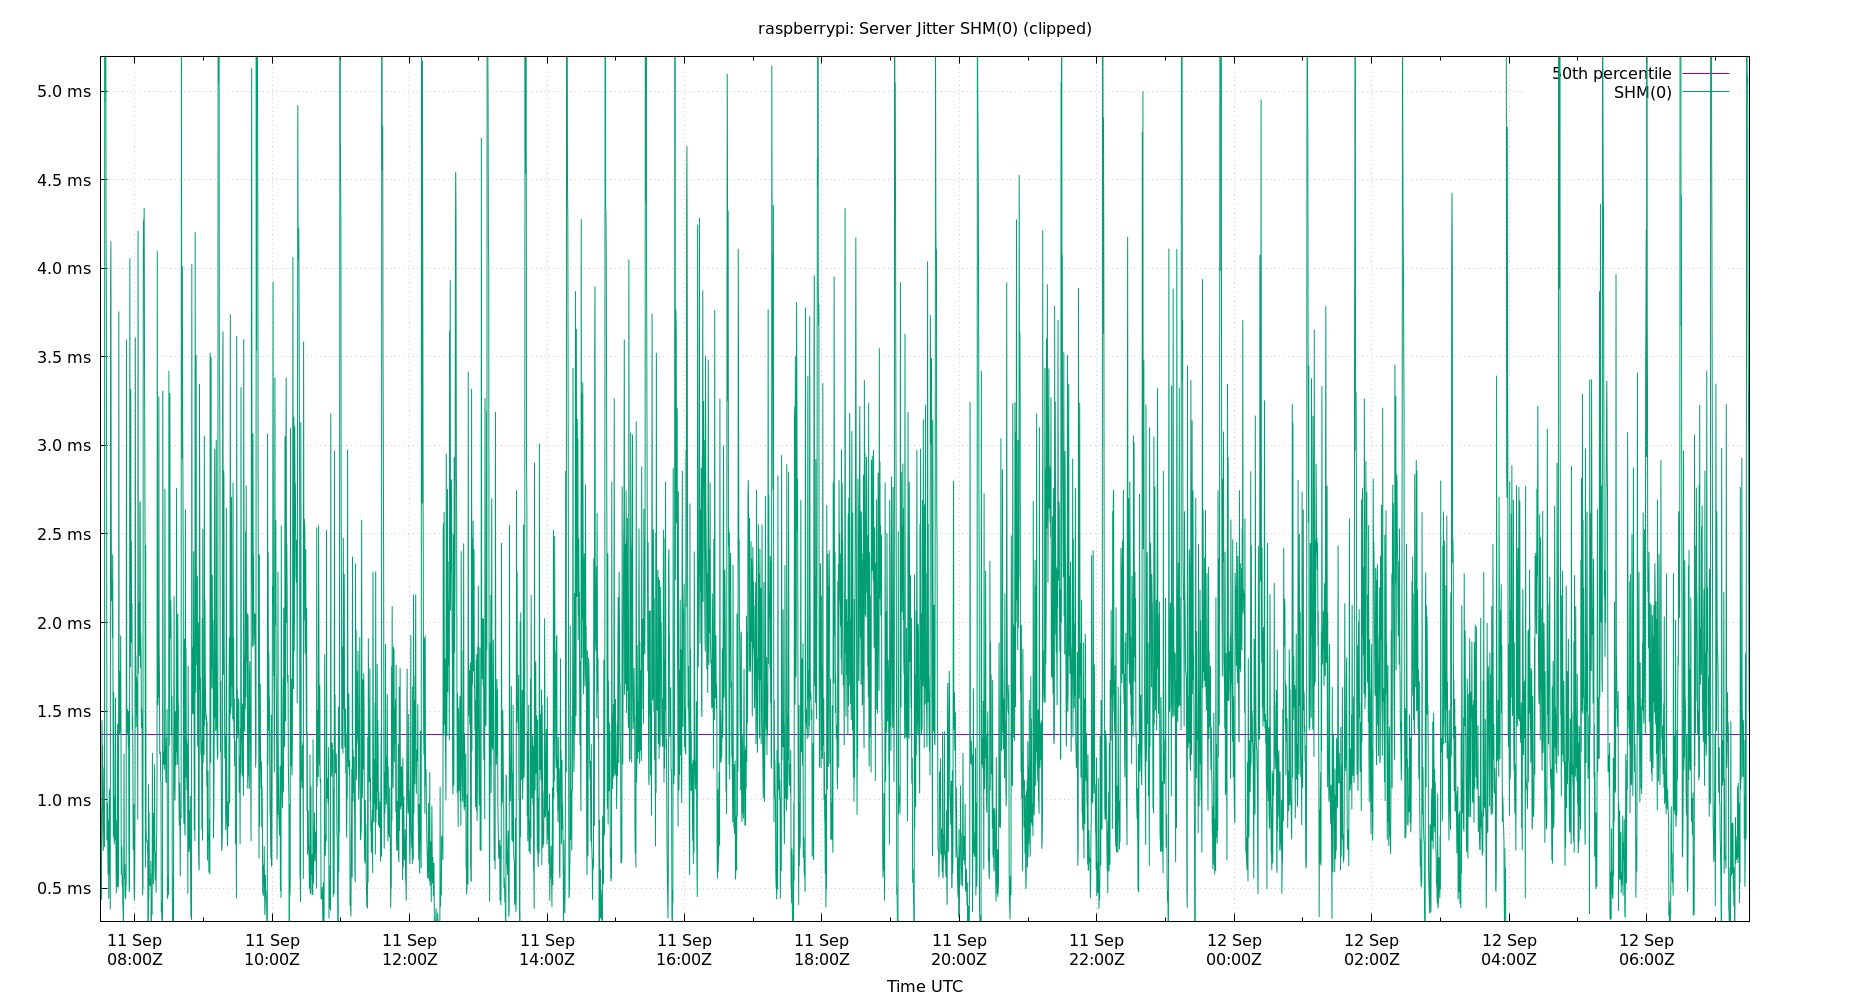 raspberrypi: Server Jitter SHM(0) (clipped)
50th percentile
SHM(0)
5.0 ms
4.5 ms
4.0 ms
3.5 ms
3.0 ms
2.5 ms
2.0 ms
1.5 ms
1.0 ms
0.5 ms
11 Sep 11 Sep 11 Sep 11 Sep 11 Sep 11 Sep 11 Sep 11 Sep 12 Sep 12 Sep 12 Sep 12 Sep
08:00Z 10:00Z 12:00Z 14:00Z 16:00Z 18:00Z 20:00Z 22:00Z 00:00Z 02:00Z 04:00Z 06:00Z
Time UTC